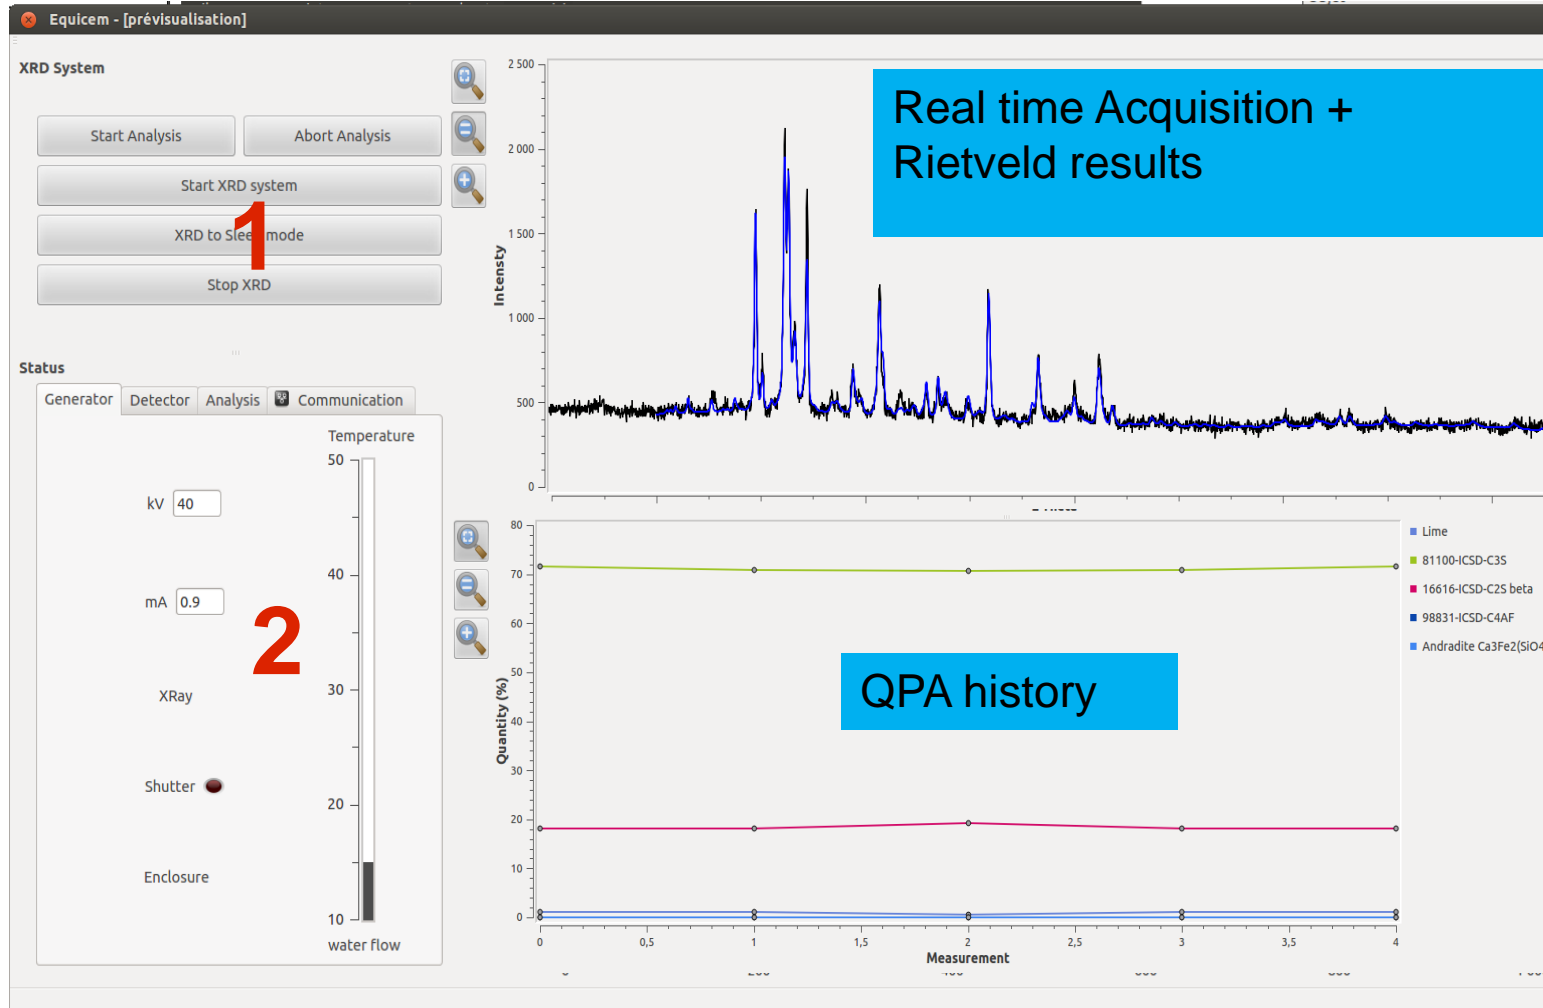 Equicem - [prévisualisation]
XRD System
Start Analysis
Abort Analysis
Start XRD system
XRD to Sleep mode
Stop XRD
1
Status
Generator
Detector
Analysis
Communication
Temperature
50
40
30
20
10
kV 40
mA 0.9
2
XRay
Shutter
Enclosure
water flow
Real time Acquisition +
Rietveld results
2 500
2 000
1 500
1 000
500
0
Intensty
80
70
60
50
40
30
20
10
0
Quantity (%)
QPA history
Lime
81100-ICSD-C3S
16616-ICSD-C2S beta
98831-ICSD-C4AF
Andradite Ca3Fe2(SiO4
0 0,5 1 1,5 2 2,5 3 3,5 4
Measurement